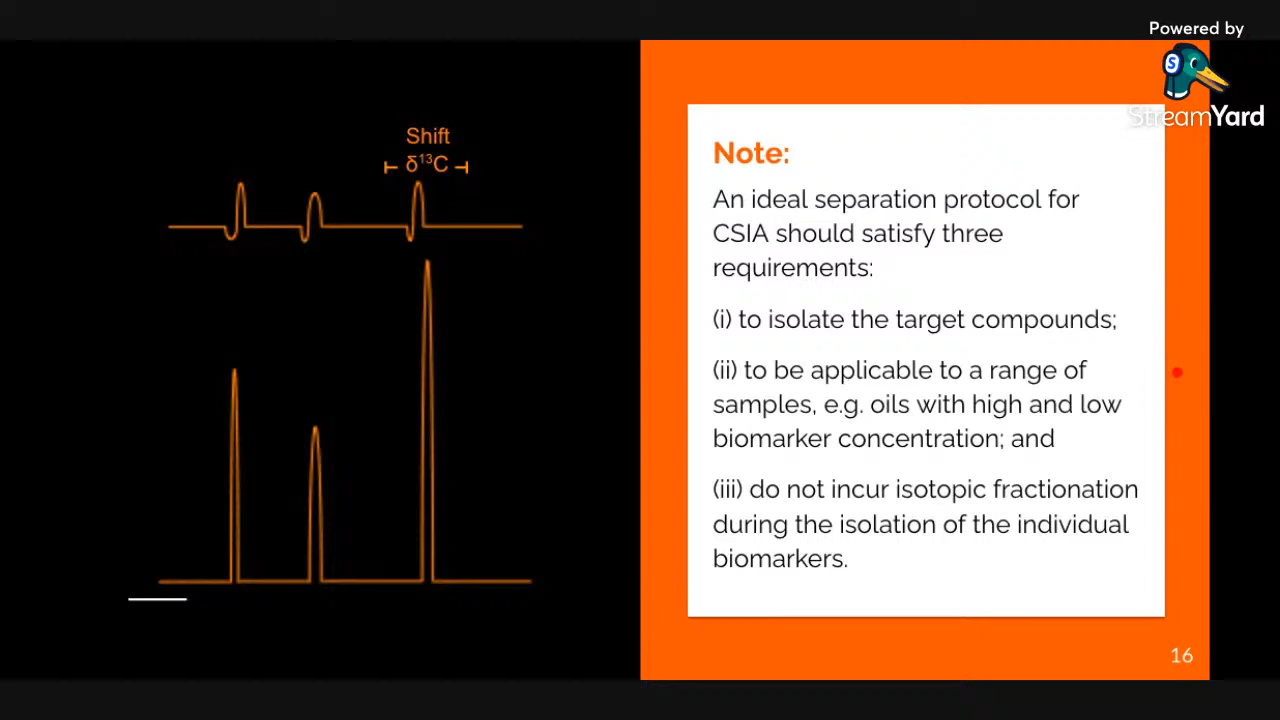 Powered by
StreamYard
Shift
δ¹³C
Note:
An ideal separation protocol for
CSIA should satisfy three
requirements:
(i) to isolate the target compounds;
(ii) to be applicable to a range of
samples, e.g. oils with high and low
biomarker concentration; and
(iii) do not incur isotopic fractionation
during the isolation of the individual
biomarkers.
16